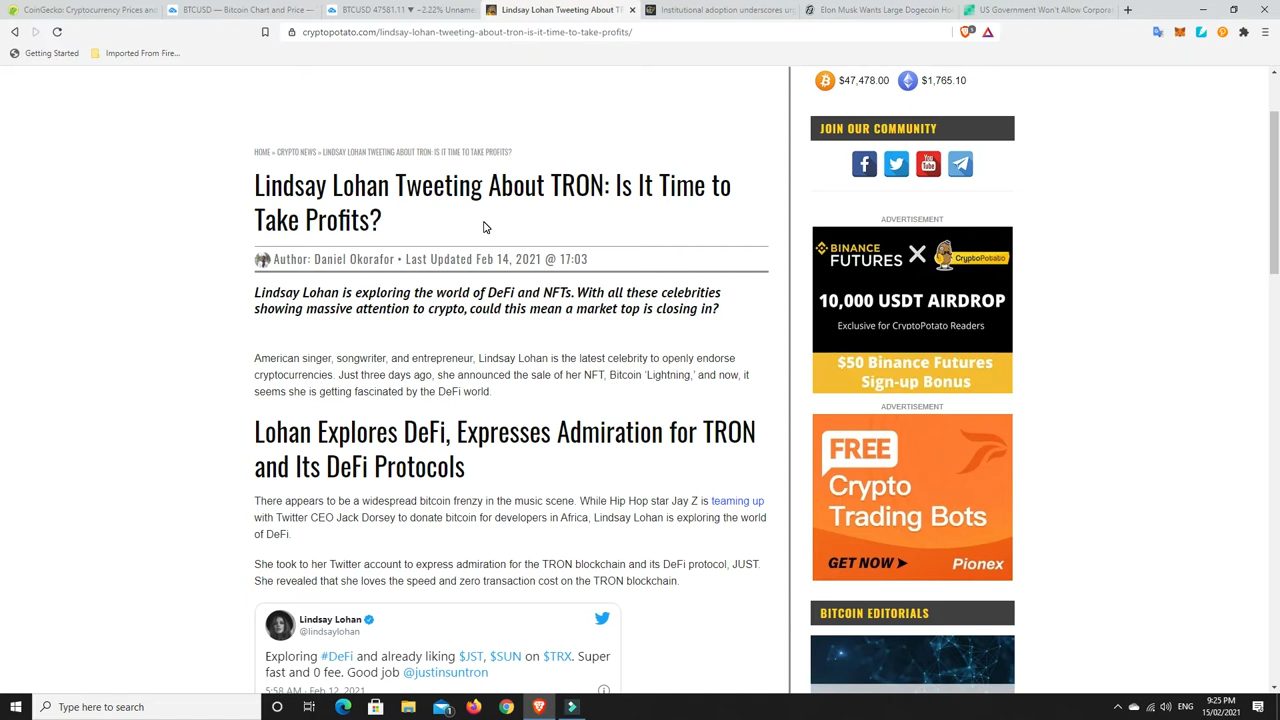 CoinGecko: Cryptocurrency Prices and
BTCUSD — Bitcoin Chart and Price —
BTCUSD 47581.11 ▼ −2.22% Unname
Lindsay Lohan Tweeting About T
Institutional adoption underscores
Elon Musk Wants Large Dogecoin Ho
US Government Won't Allow Corpora
cryptopotato.com/lindsay-lohan-tweeting-about-tron-is-it-time-to-take-profits/
Getting Started
Imported From Fire...
$47,478.00
$1,765.10
HOME » CRYPTO NEWS » LINDSAY LOHAN TWEETING ABOUT TRON: IS IT TIME TO TAKE PROFITS?
Lindsay Lohan Tweeting About TRON: Is It Time to
Take Profits?
Author: Daniel Okorafor • Last Updated Feb 14, 2021 @ 17:03
Lindsay Lohan is exploring the world of DeFi and NFTs. With all these celebrities
showing massive attention to crypto, could this mean a market top is closing in?
American singer, songwriter, and entrepreneur, Lindsay Lohan is the latest celebrity to openly endorse
cryptocurrencies. Just three days ago, she announced the sale of her NFT, Bitcoin 'Lightning,' and now, it
seems she is getting fascinated by the DeFi world.
Lohan Explores DeFi, Expresses Admiration for TRON
and Its DeFi Protocols
There appears to be a widespread bitcoin frenzy in the music scene. While Hip Hop star Jay Z is teaming up
with Twitter CEO Jack Dorsey to donate bitcoin for developers in Africa, Lindsay Lohan is exploring the world
of DeFi.
She took to her Twitter account to express admiration for the TRON blockchain and its DeFi protocol, JUST.
She revealed that she loves the speed and zero transaction cost on the TRON blockchain.
Lindsay Lohan
@lindsaylohan
Exploring #DeFi and already liking $JST, $SUN on $TRX. Super
fast and 0 fee. Good job @justinsuntron
5:58 AM · Feb 12, 2021
JOIN OUR COMMUNITY
You
Tube
ADVERTISEMENT
BINANCE
FUTURES
CryptoPotato
10,000 USDT AIRDROP
Exclusive for CryptoPotato Readers
$50 Binance Futures
Sign-up Bonus
ADVERTISEMENT
FREE
Crypto
Trading Bots
GET NOW
Pionex
BITCOIN EDITORIALS
Type here to search
ENG
9:25 PM
15/02/2021